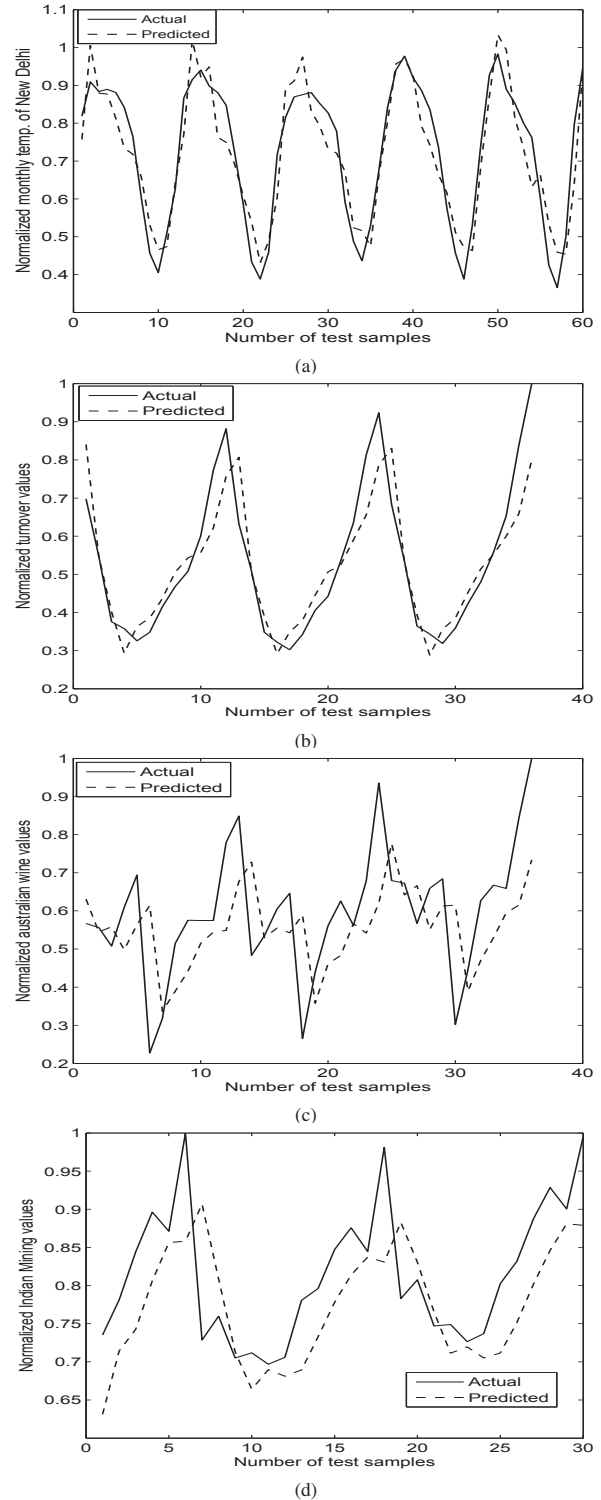 1.1
Actual
Predicted
1
0.9
0.8
0.7
0.6
0.5
0.4
Normalized monthly temp. of New Delhi
0 10 20 30 40 50 60
Number of test samples
(a)
1
Actual
Predicted
0.9
0.8
0.7
0.6
0.5
0.4
0.3
0.2
Normalized turnover values
0 10 20 30 40
Number of test samples
(b)
1
Actual
Predicted
0.9
0.8
0.7
0.6
0.5
0.4
0.3
0.2
Normalized australian wine values
0 10 20 30 40
Number of test samples
(c)
1
0.95
0.9
0.85
0.8
0.75
0.7
0.65
Normalized Indian Mining values
Actual
Predicted
0 5 10 15 20 25 30
Number of test samples
(d)